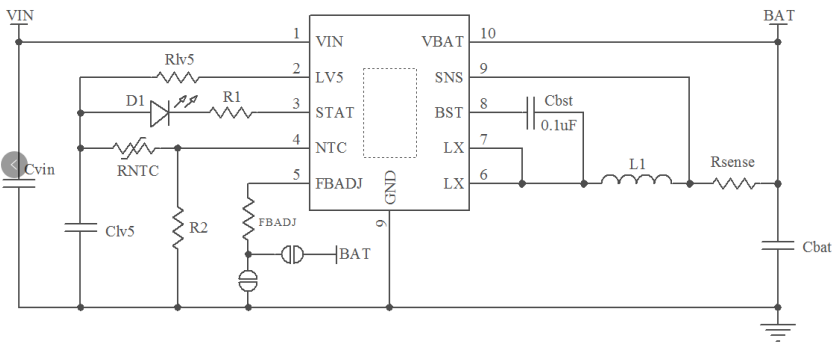 VIN
BAT
1
VIN
VBAT
10
Rlv5
2
LV5
SNS
9
D1
R1
3
STAT
BST
8
Cbst
0.1uF
4
NTC
LX
7
RNTC
Cvin
L1
Rsense
5
FBADJ
GND
LX
6
9
FBADJ
Clv5
R2
BAT
Cbat